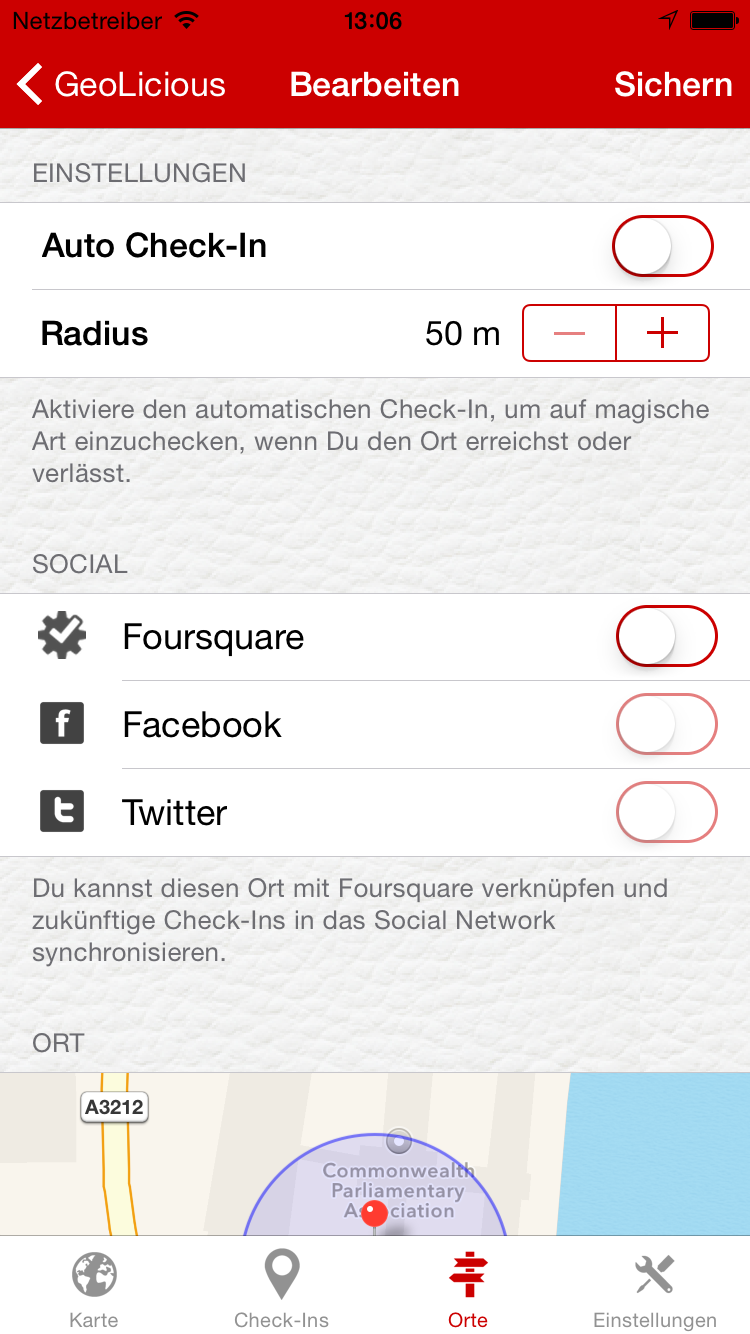 Netzbetreiber 13:06
GeoLicious Bearbeiten Sichern
EINSTELLUNGEN
Auto Check-In
Radius 50 m
Aktiviere den automatischen Check-In, um auf magische
Art einzuchecken, wenn Du den Ort erreichst oder
verlässt.
SOCIAL
Foursquare
Facebook
Twitter
Du kannst diesen Ort mit Foursquare verknüpfen und
zukünftige Check-Ins in das Social Network
synchronisieren.
ORT
A3212
Commonwealth
Parliamentary
Association
Karte Check-Ins Orte Einstellungen